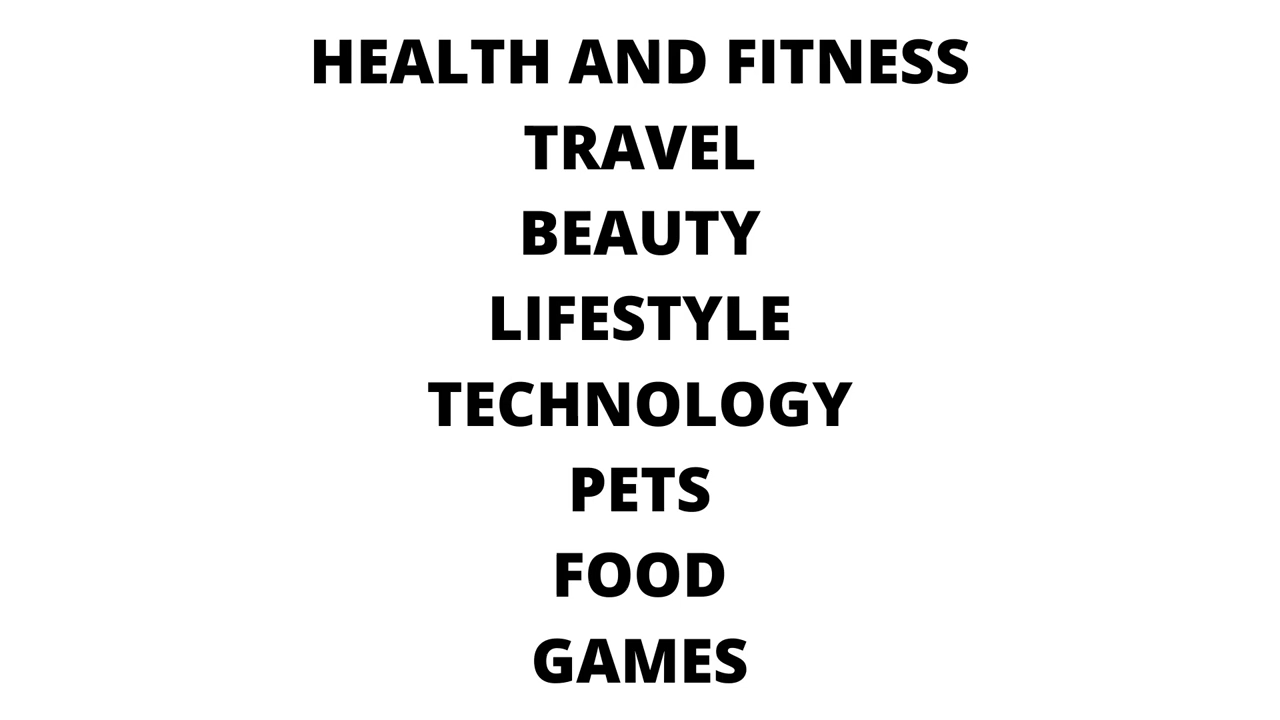 HEALTH AND FITNESS
TRAVEL
BEAUTY
LIFESTYLE
TECHNOLOGY
PETS
FOOD
GAMES